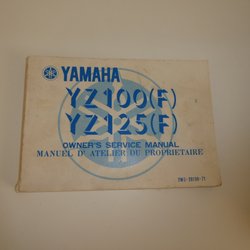 YAMAHA
YZ100(F)
YZ125(F)
OWNER'S SERVICE MANUAL
MANUEL D'ATELIER DU PROPRIETAIRE